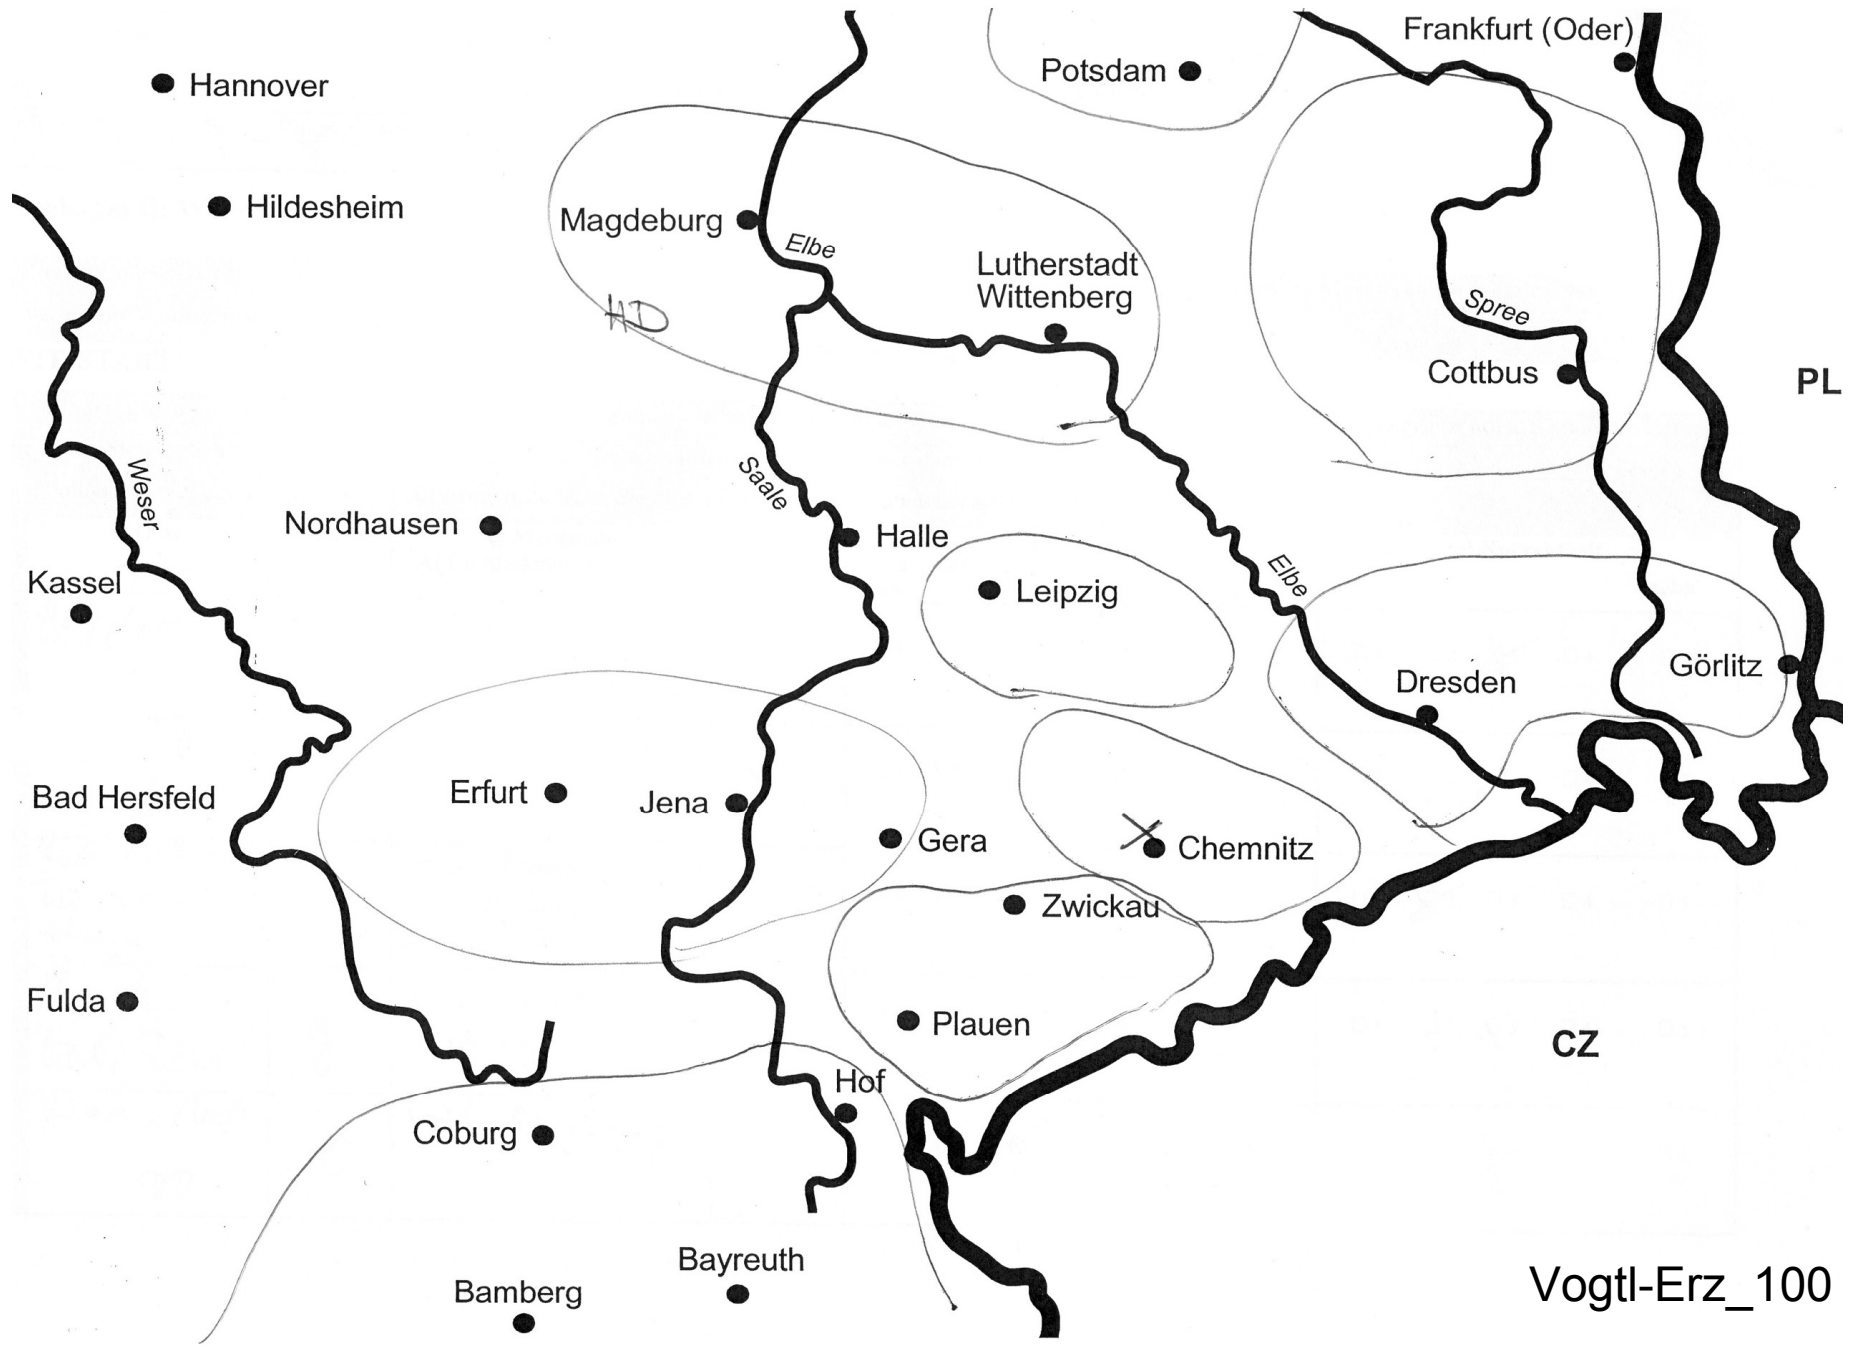 Frankfurt (Oder)
Potsdam
Hannover
Hildesheim
Magdeburg
Elbe
Lutherstadt
Wittenberg
HD
Spree
Cottbus
PL
Weser
Saale
Nordhausen
Halle
Kassel
Leipzig
Elbe
Görlitz
Dresden
Bad Hersfeld
Erfurt
Jena
Gera
Chemnitz
Zwickau
Fulda
Plauen
CZ
Hof
Coburg
Bayreuth
Bamberg
Vogtl-Erz_100